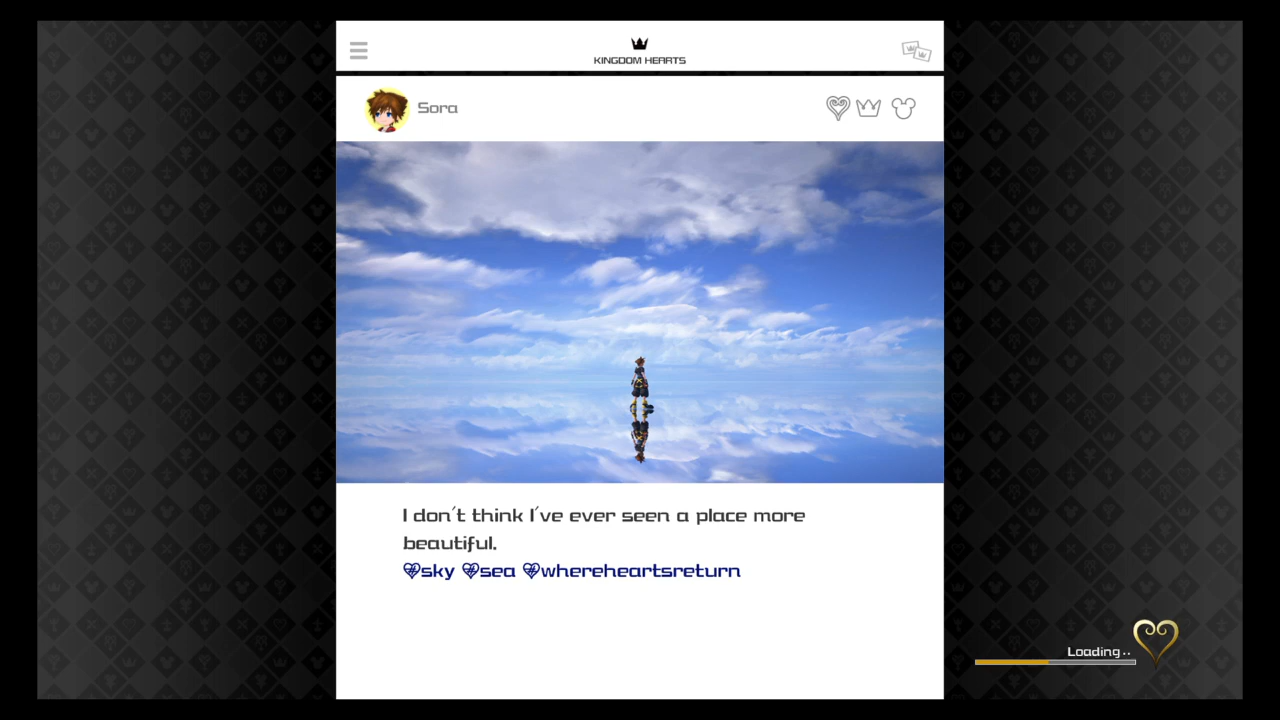 KINGDOM HEARTS
Sora
I don't think I've ever seen a place more
beautiful.
#sky #sea #whereheartsreturn
Loading..